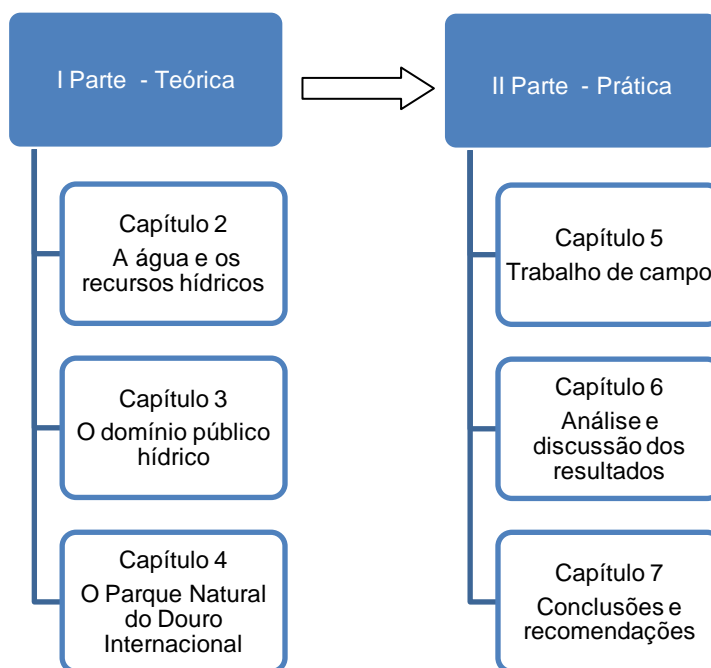 I Parte - Teórica
Capítulo 2
A água e os
recursos hídricos
Capítulo 3
O domínio público
hídrico
Capítulo 4
O Parque Natural
do Douro
Internacional
II Parte - Prática
Capítulo 5
Trabalho de campo
Capítulo 6
Análise e
discussão dos
resultados
Capítulo 7
Conclusões e
recomendações